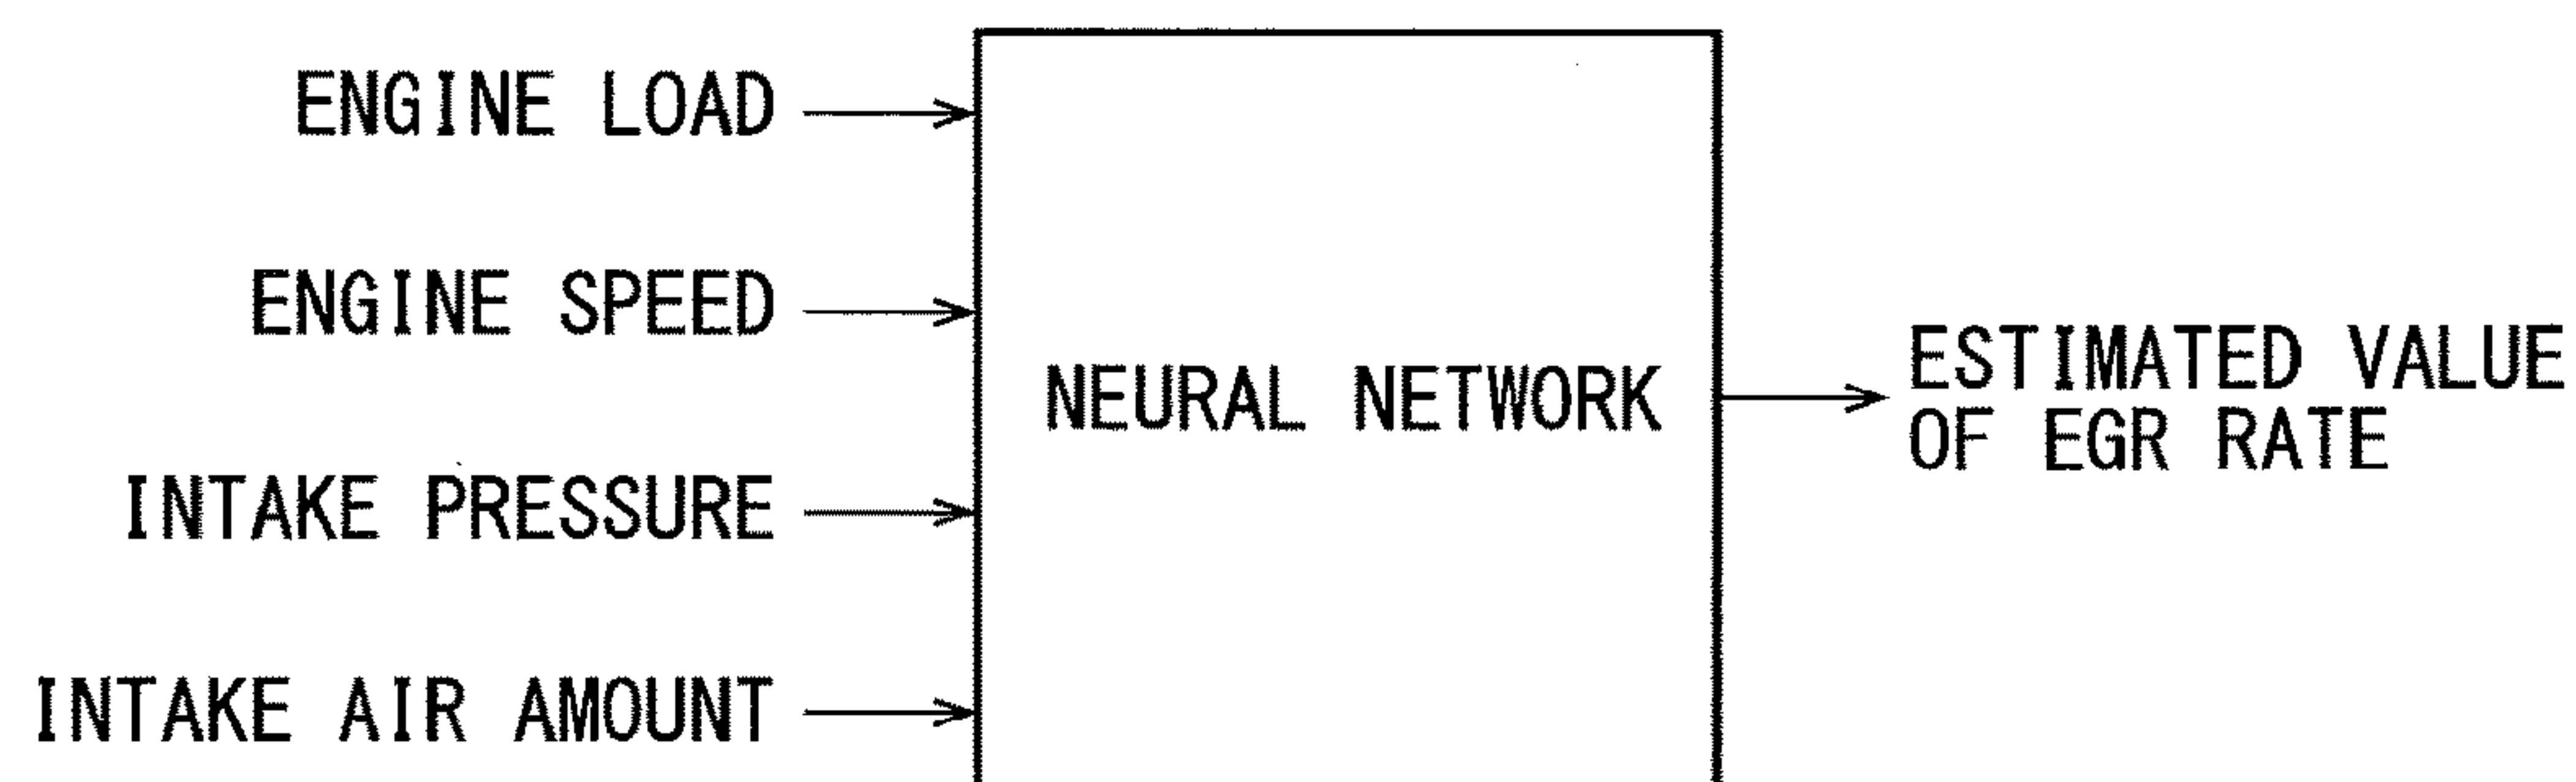 ENGINE LOAD
ENGINE SPEED
INTAKE PRESSURE
INTAKE AIR AMOUNT
NEURAL NETWORK
ESTIMATED VALUE
OF EGR RATE